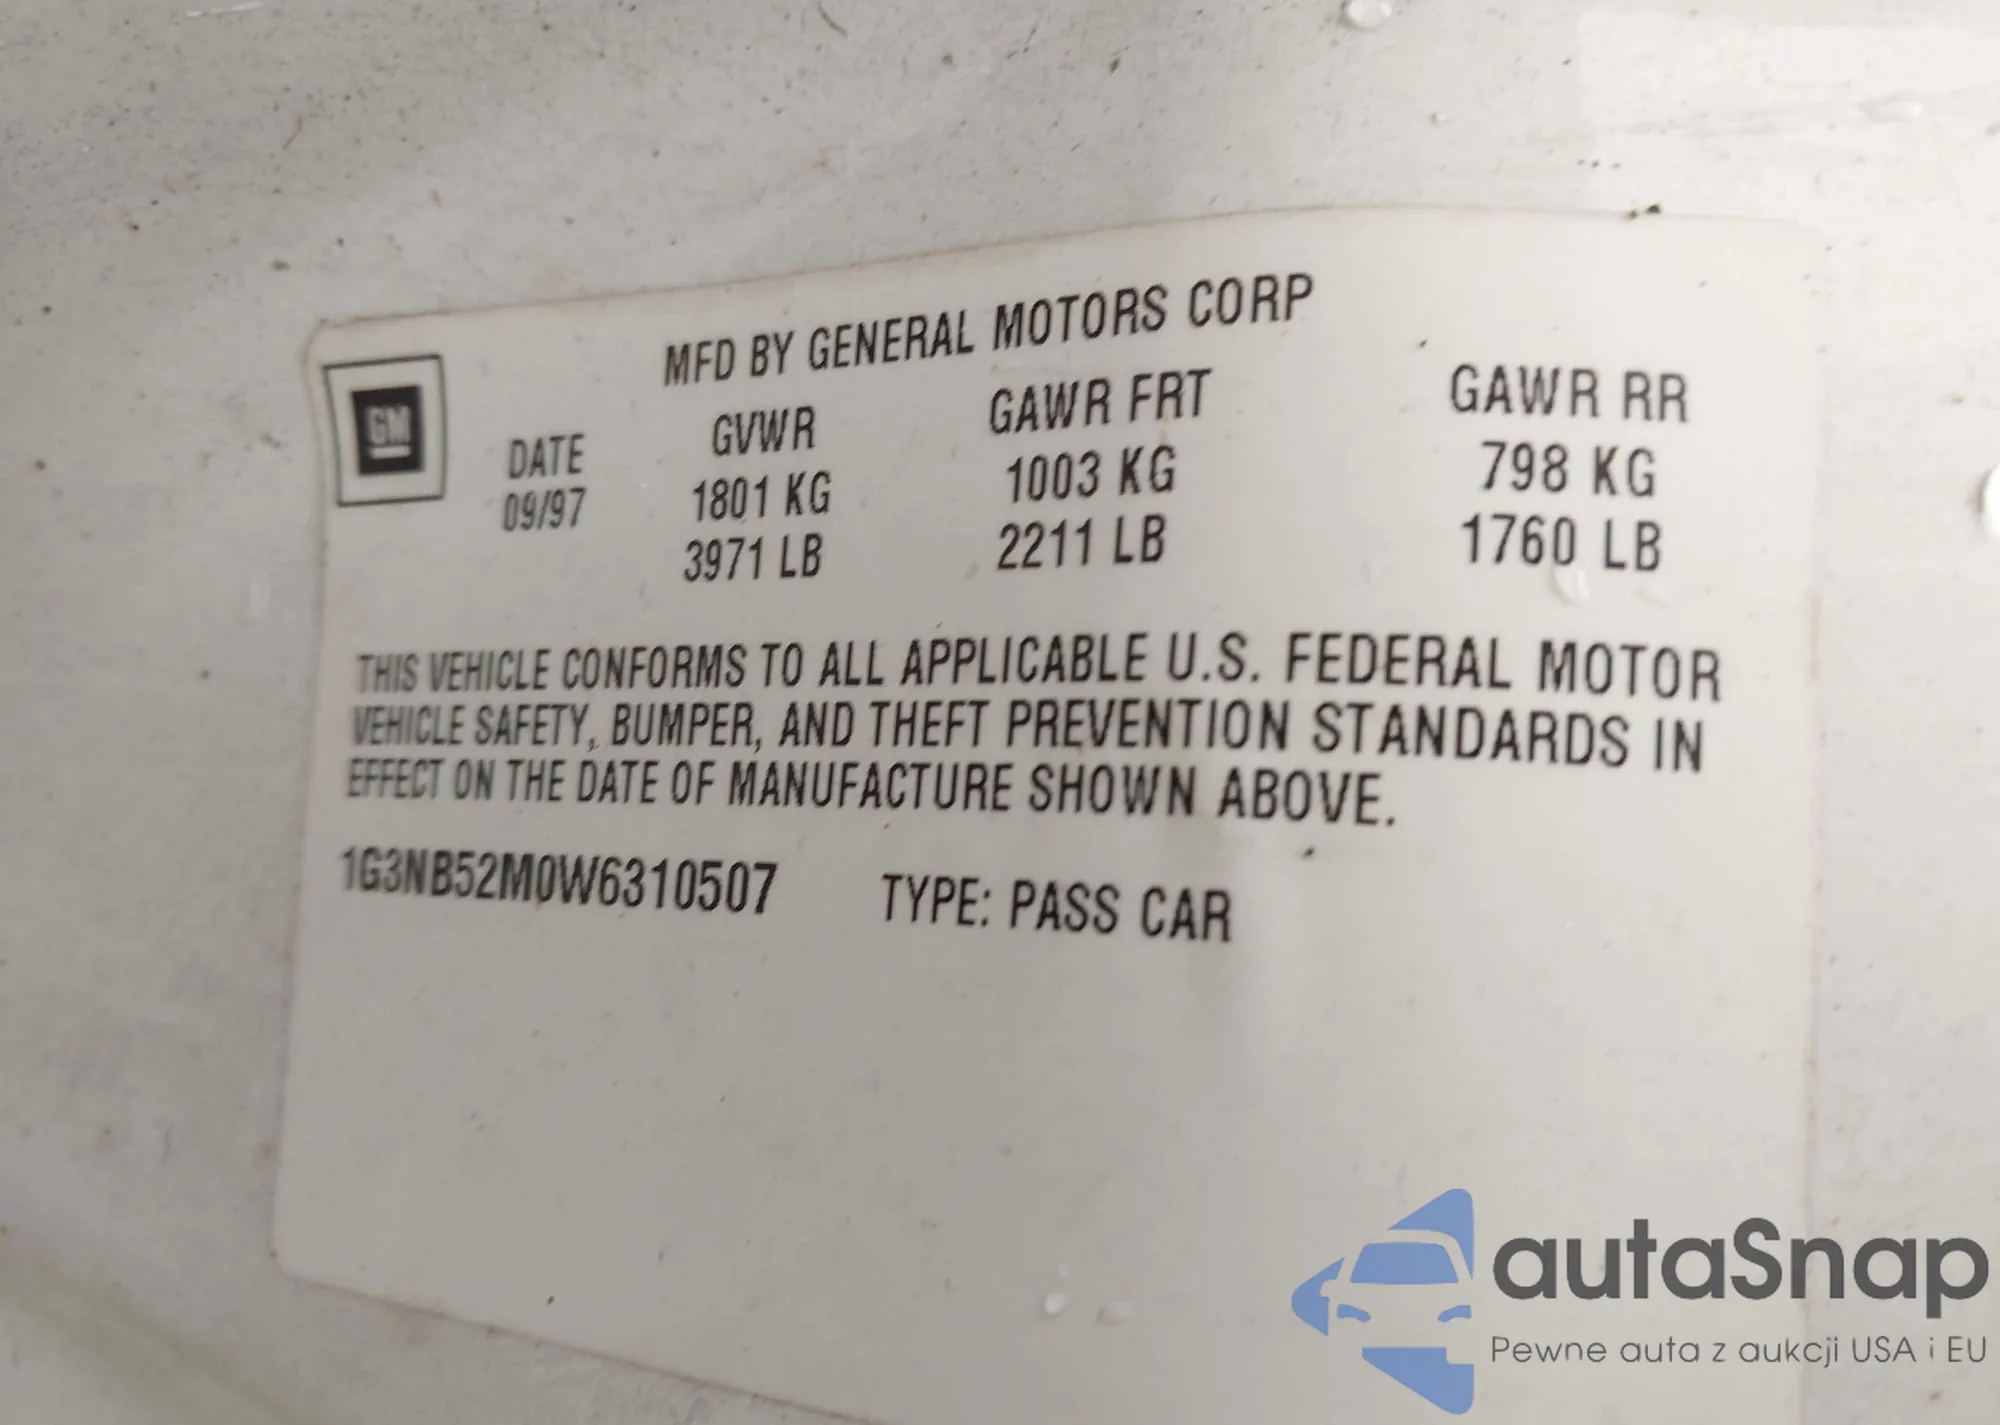 MFD BY GENERAL MOTORS CORP
GM
DATE GVWR GAWR FRT GAWR RR
09/97 1801 KG 1003 KG 798 KG
3971 LB 2211 LB 1760 LB
THIS VEHICLE CONFORMS TO ALL APPLICABLE U.S. FEDERAL MOTOR
VEHICLE SAFETY, BUMPER, AND THEFT PREVENTION STANDARDS IN
EFFECT ON THE DATE OF MANUFACTURE SHOWN ABOVE.
1G3NB52M0W6310507 TYPE: PASS CAR
autaSnap
Pewne auta z aukcji USA i EU